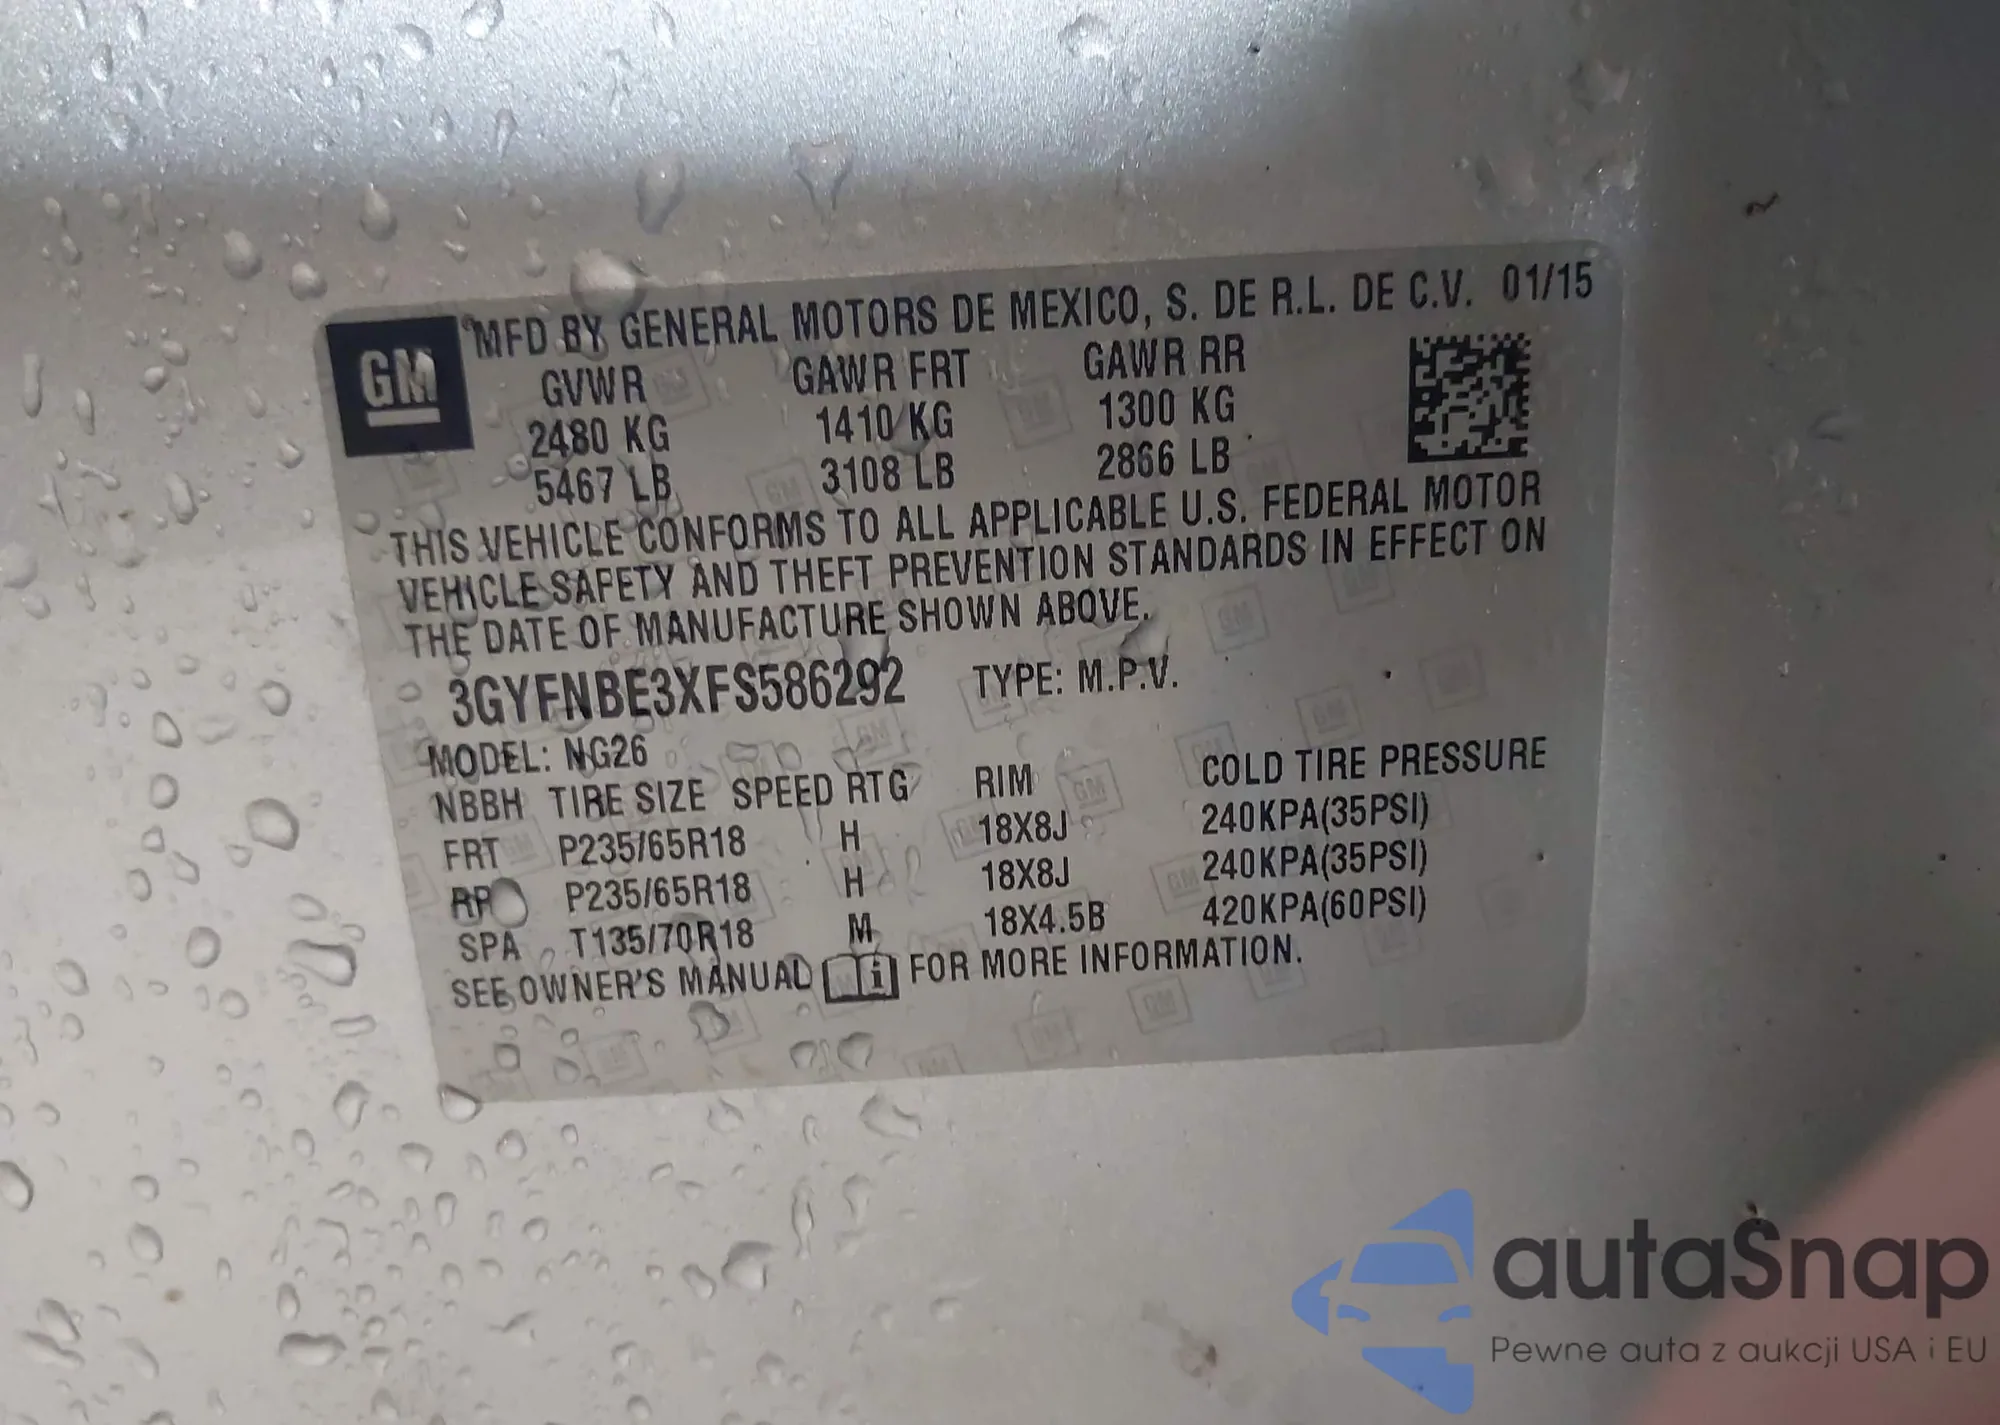 GM
MFD BY GENERAL MOTORS DE MEXICO, S. DE R.L. DE C.V. 01/15
GVWR GAWR FRT GAWR RR
2480 KG 1410 KG 1300 KG
5467 LB 3108 LB 2866 LB
THIS VEHICLE CONFORMS TO ALL APPLICABLE U.S. FEDERAL MOTOR
VEHICLE SAFETY AND THEFT PREVENTION STANDARDS IN EFFECT ON
THE DATE OF MANUFACTURE SHOWN ABOVE.
3GYFNBE3XFS586292 TYPE: M.P.V.
MODEL: NG26
NBBH TIRE SIZE SPEED RTG RIM COLD TIRE PRESSURE
FRT P235/65R18 H 18X8J 240KPA(35PSI)
P235/65R18 H 18X8J 240KPA(35PSI)
SPA T135/70R18 M 18X4.5B 420KPA(60PSI)
SEE OWNER'S MANUAL i FOR MORE INFORMATION.
autaSnap
Pewne auta z aukcji USA i EU